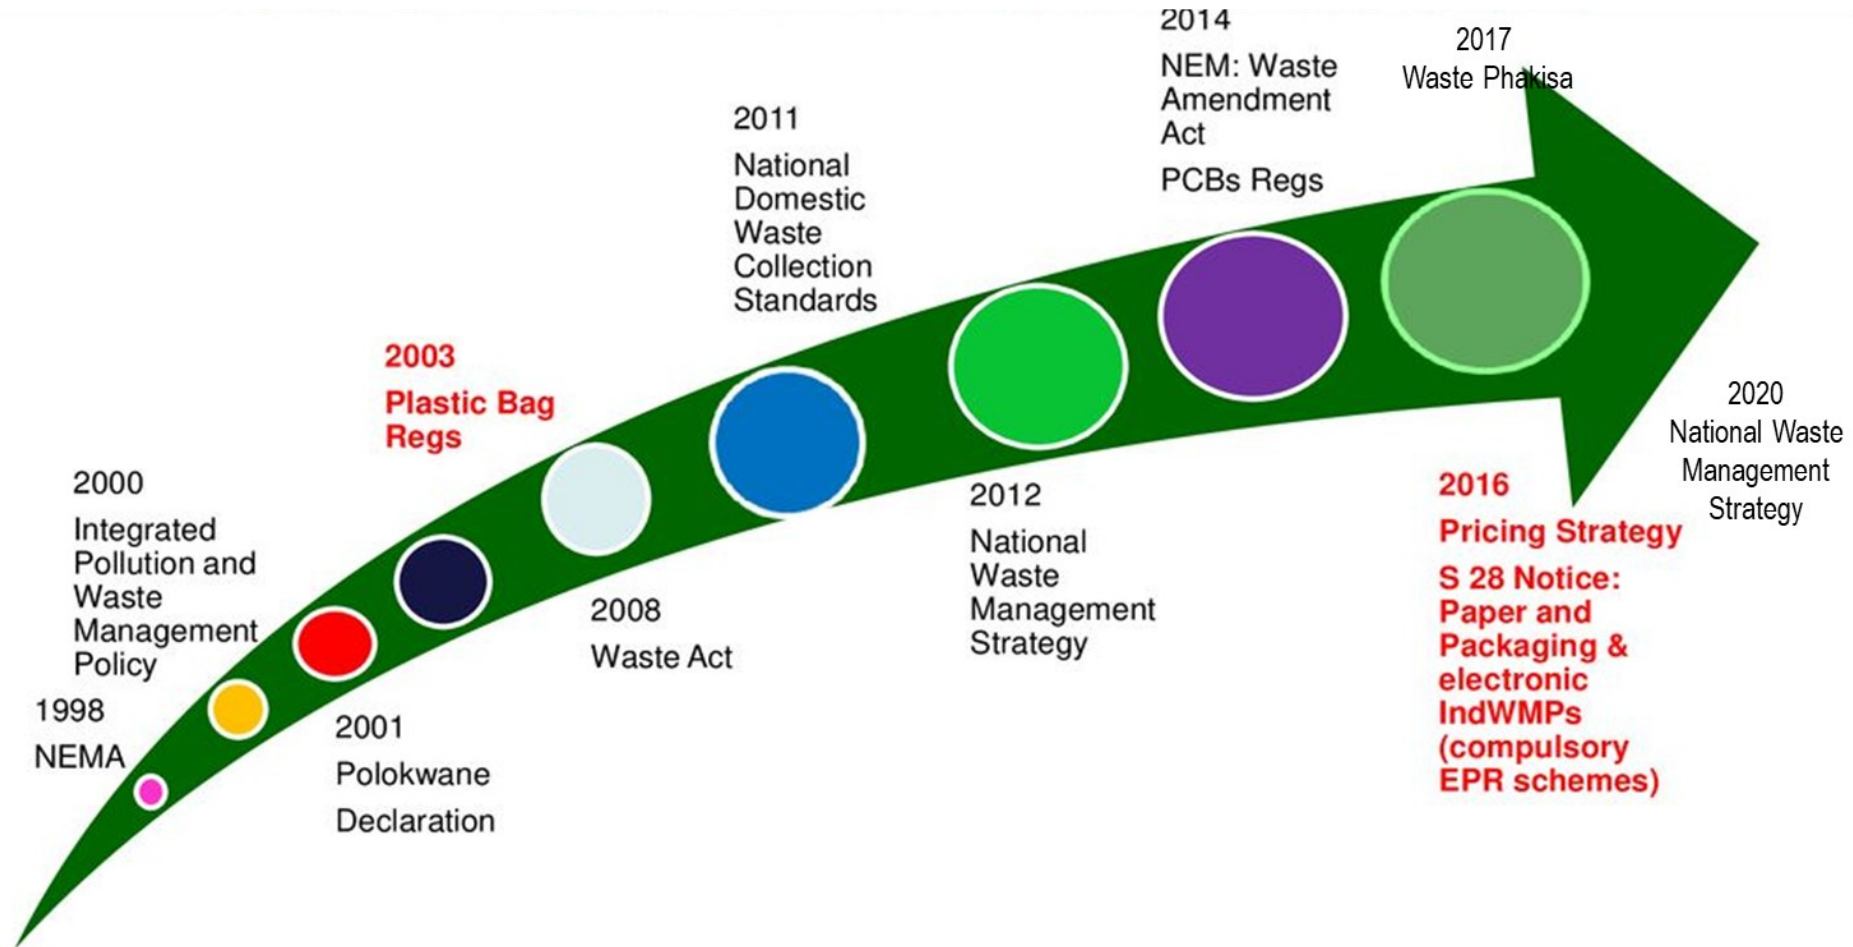 1998
NEMA
2000
Integrated
Pollution and
Waste
Management
Policy
2001
Polokwane
Declaration
2003
Plastic Bag
Regs
2008
Waste Act
2011
National
Domestic
Waste
Collection
Standards
2012
National
Waste
Management
Strategy
2014
NEM: Waste
Amendment
Act
PCBs Regs
2016
Pricing Strategy
S 28 Notice:
Paper and
Packaging &
electronic
IndWMPs
(compulsory
EPR schemes)
2017
Waste Phakisa
2020
National Waste
Management
Strategy